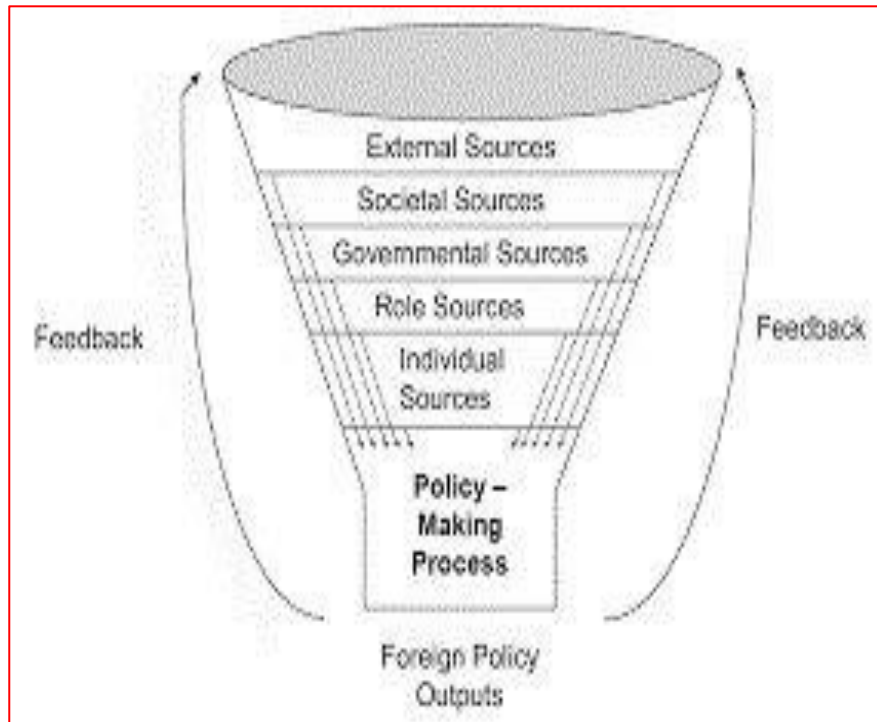 External Sources
Societal Sources
Governmental Sources
Role Sources
Individual
Sources
Feedback
Feedback
Policy –
Making
Process
Foreign Policy
Outputs